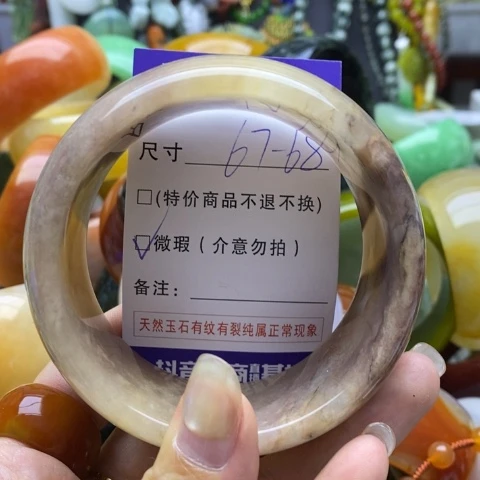 尺寸 67-68
□(特价商品不退不换)
☑微瑕(介意勿拍)
备注:
天然玉石有纹有裂纯属正常现象